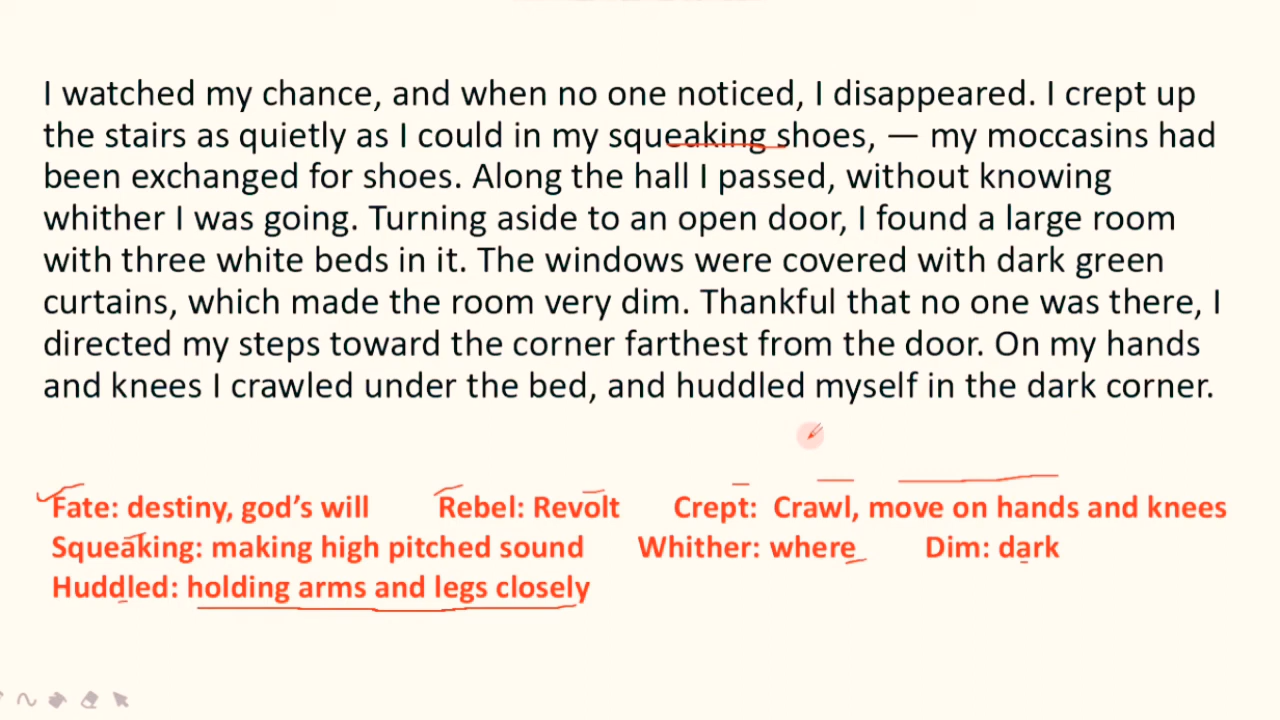 I watched my chance, and when no one noticed, I disappeared. I crept up
the stairs as quietly as I could in my squeaking shoes, — my moccasins had
been exchanged for shoes. Along the hall I passed, without knowing
whither I was going. Turning aside to an open door, I found a large room
with three white beds in it. The windows were covered with dark green
curtains, which made the room very dim. Thankful that no one was there, I
directed my steps toward the corner farthest from the door. On my hands
and knees I crawled under the bed, and huddled myself in the dark corner.
Fate: destiny, god’s will Rebel: Revolt Crept: Crawl, move on hands and knees
Squeaking: making high pitched sound Whither: where Dim: dark
Huddled: holding arms and legs closely